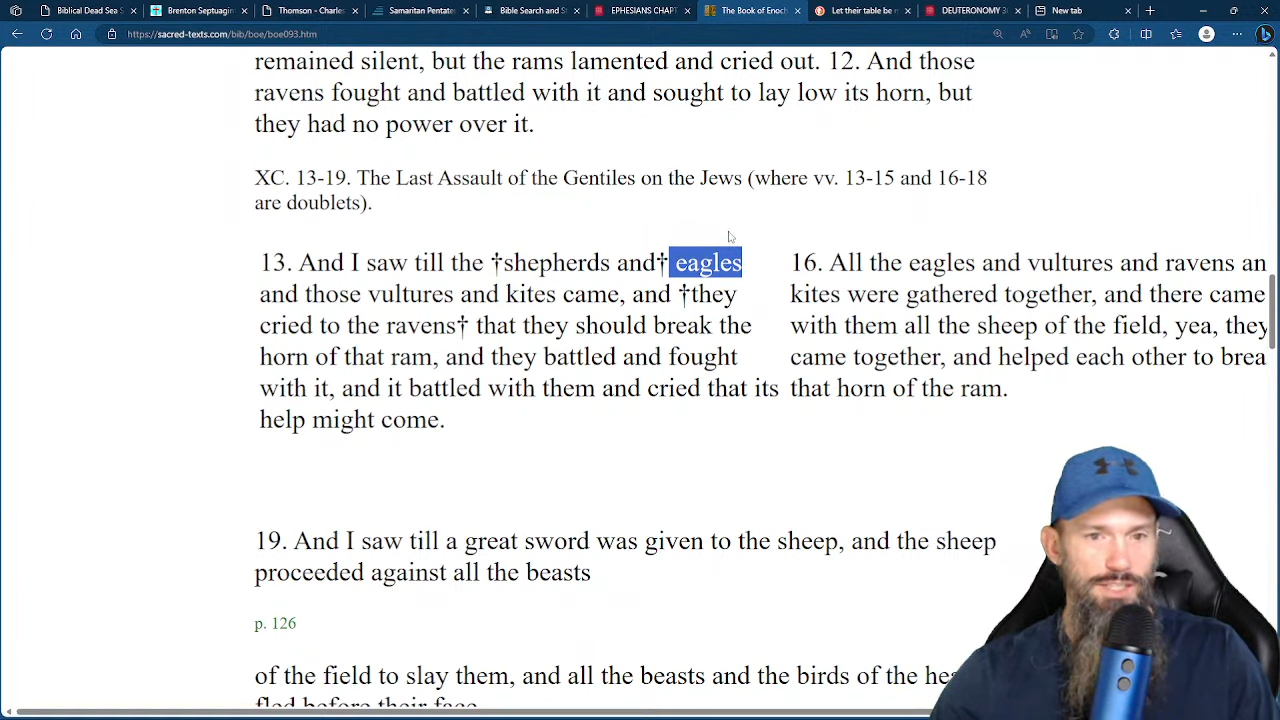 Biblical Dead Sea S
Brenton Septuagin
Thomson - Charles
Samaritan Pentate
Bible Search and St
EPHESIANS CHAPT
The Book of Enoch
Let their table be m
DEUTERONOMY 3
New tab
https://sacred-texts.com/bib/boe/boe093.htm
remained silent, but the rams lamented and cried out. 12. And those
ravens fought and battled with it and sought to lay low its horn, but
they had no power over it.
XC. 13-19. The Last Assault of the Gentiles on the Jews (where vv. 13-15 and 16-18
are doublets).
13. And I saw till the †shepherds and† eagles
and those vultures and kites came, and †they
cried to the ravens† that they should break the
horn of that ram, and they battled and fought
with it, and it battled with them and cried that its
help might come.
16. All the eagles and vultures and ravens an
kites were gathered together, and there came
with them all the sheep of the field, yea, they
came together, and helped each other to brea
that horn of the ram.
19. And I saw till a great sword was given to the sheep, and the sheep
proceeded against all the beasts
p. 126
of the field to slay them, and all the beasts and the birds of the hea
fled before their face.